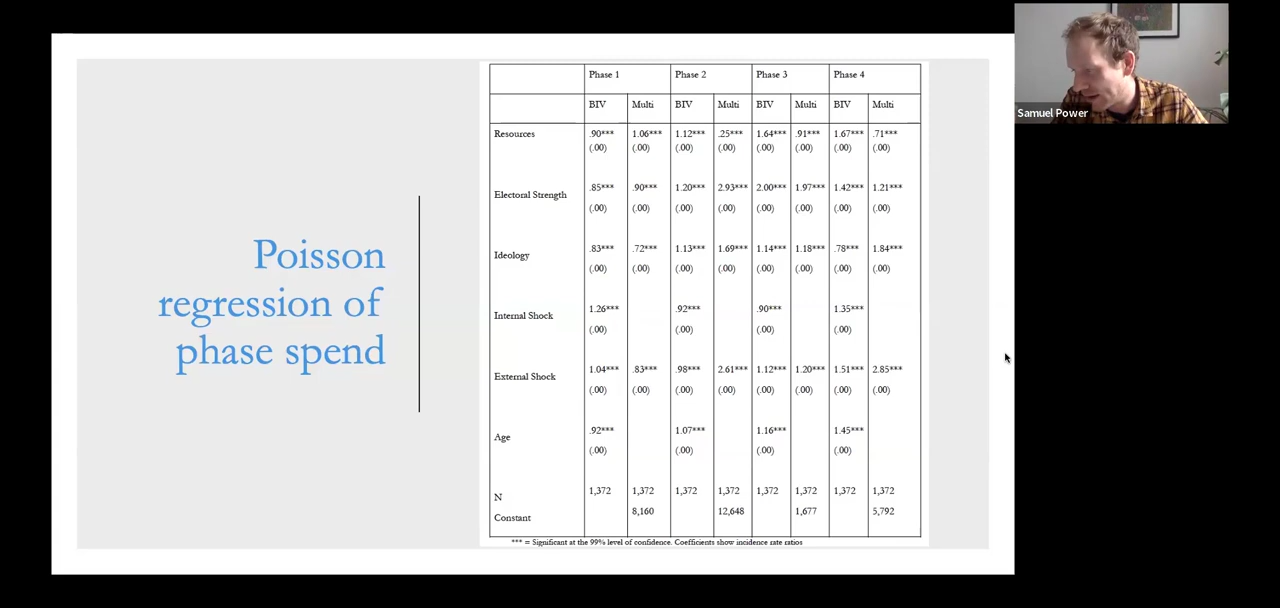 Poisson
regression of
phase spend
Phase 1 Phase 2 Phase 3 Phase 4
BIV Multi BIV Multi BIV Multi BIV Multi
Resources .90*** 1.06*** 1.12*** .25*** 1.64*** .91*** 1.67*** .71***
(.00) (.00) (.00) (.00) (.00) (.00) (.00) (.00)
Electoral Strength .85*** .90*** 1.20*** 2.93*** 2.00*** 1.97*** 1.42*** 1.21***
(.00) (.00) (.00) (.00) (.00) (.00) (.00) (.00)
Ideology .83*** .72*** 1.13*** 1.69*** 1.14*** 1.18*** .78*** 1.84***
(.00) (.00) (.00) (.00) (.00) (.00) (.00) (.00)
Internal Shock 1.26*** .92*** .90*** 1.35***
(.00) (.00) (.00) (.00)
External Shock 1.04*** .83*** .98*** 2.61*** 1.12*** 1.20*** 1.51*** 2.85***
(.00) (.00) (.00) (.00) (.00) (.00) (.00) (.00)
Age .92*** 1.07*** 1.16*** 1.45***
(.00) (.00) (.00) (.00)
N 1,372 1,372 1,372 1,372 1,372 1,372 1,372 1,372
Constant 8,160 12,648 1,677 5,792
*** = Significant at the 99% level of confidence. Coefficients show incidence rate ratios
Samuel Power